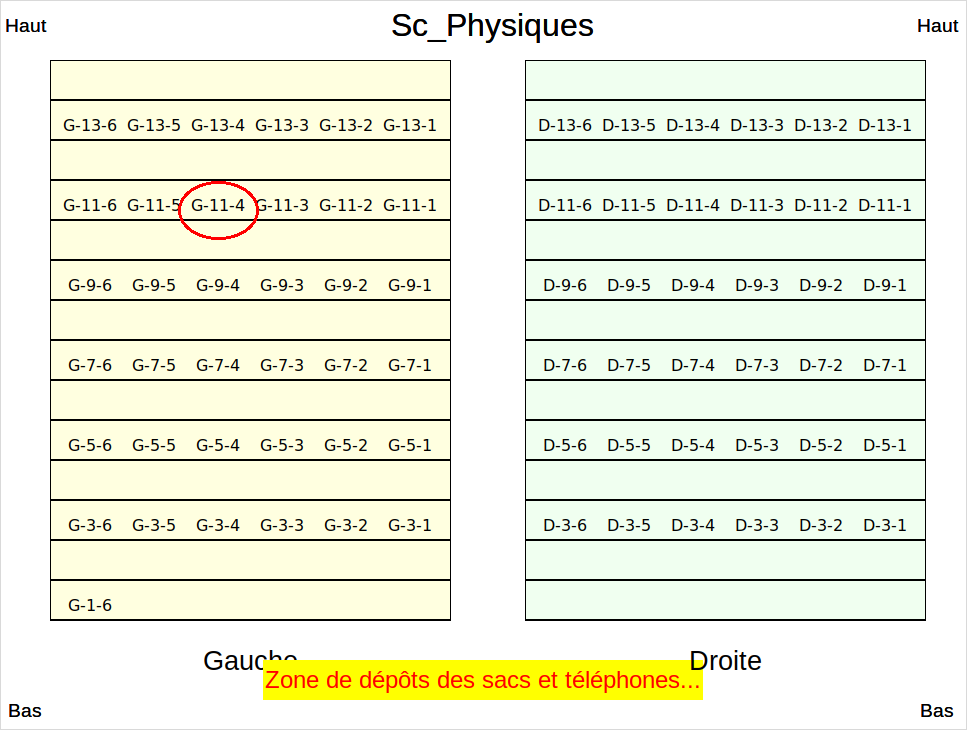 Sc_Physiques
Haut Haut
G-13-6 G-13-5 G-13-4 G-13-3 G-13-2 G-13-1 D-13-6 D-13-5 D-13-4 D-13-3 D-13-2 D-13-1
G-11-6 G-11-5 G-11-4 G-11-3 G-11-2 G-11-1 D-11-6 D-11-5 D-11-4 D-11-3 D-11-2 D-11-1
G-9-6 G-9-5 G-9-4 G-9-3 G-9-2 G-9-1 D-9-6 D-9-5 D-9-4 D-9-3 D-9-2 D-9-1
G-7-6 G-7-5 G-7-4 G-7-3 G-7-2 G-7-1 D-7-6 D-7-5 D-7-4 D-7-3 D-7-2 D-7-1
G-5-6 G-5-5 G-5-4 G-5-3 G-5-2 G-5-1 D-5-6 D-5-5 D-5-4 D-5-3 D-5-2 D-5-1
G-3-6 G-3-5 G-3-4 G-3-3 G-3-2 G-3-1 D-3-6 D-3-5 D-3-4 D-3-3 D-3-2 D-3-1
G-1-6
Gauche Droite
Zone de dépôts des sacs et téléphones...
Bas Bas